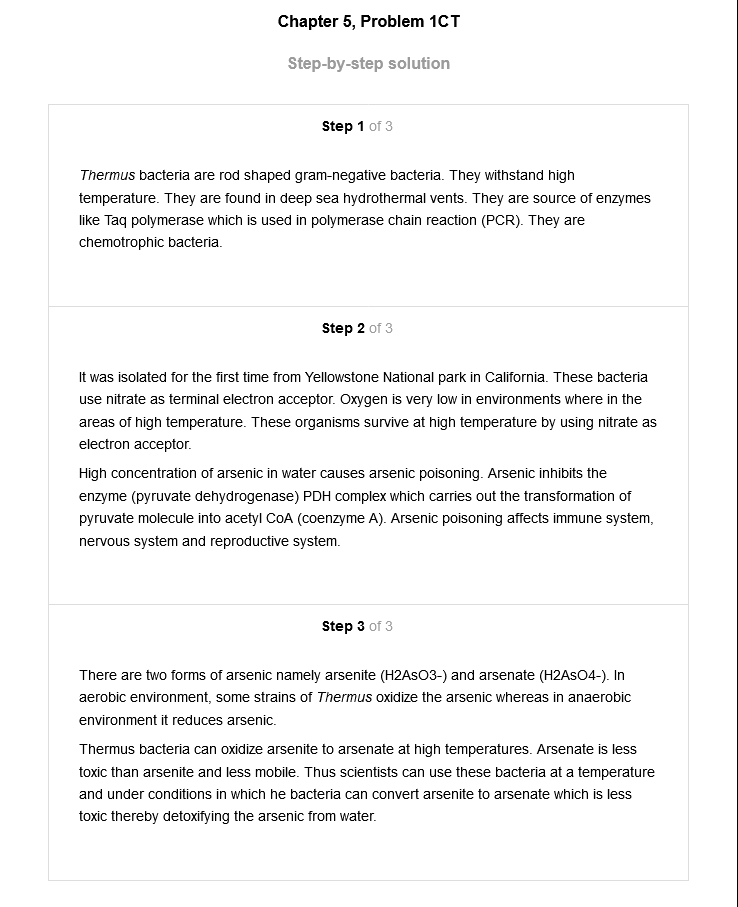 Chapter 5, Problem 1CT
Step-by-step solution
Step 1 of 3
Thermus bacteria are rod shaped gram-negative bacteria. They withstand high
temperature. They are found in deep sea hydrothermal vents. They are source of enzymes
like Taq polymerase which is used in polymerase chain reaction (PCR). They are
chemotrophic bacteria.
Step 2 of 3
It was isolated for the first time from Yellowstone National park in California. These bacteria
use nitrate as terminal electron acceptor. Oxygen is very low in environments where in the
areas of high temperature. These organisms survive at high temperature by using nitrate as
electron acceptor.
High concentration of arsenic in water causes arsenic poisoning. Arsenic inhibits the
enzyme (pyruvate dehydrogenase) PDH complex which carries out the transformation of
pyruvate molecule into acetyl CoA (coenzyme A). Arsenic poisoning affects immune system,
nervous system and reproductive system.
Step 3 of 3
There are two forms of arsenic namely arsenite (H2AsO3-) and arsenate (H2AsO4-). In
aerobic environment, some strains of Thermus oxidize the arsenic whereas in anaerobic
environment it reduces arsenic.
Thermus bacteria can oxidize arsenite to arsenate at high temperatures. Arsenate is less
toxic than arsenite and less mobile. Thus scientists can use these bacteria at a temperature
and under conditions in which he bacteria can convert arsenite to arsenate which is less
toxic thereby detoxifying the arsenic from water.